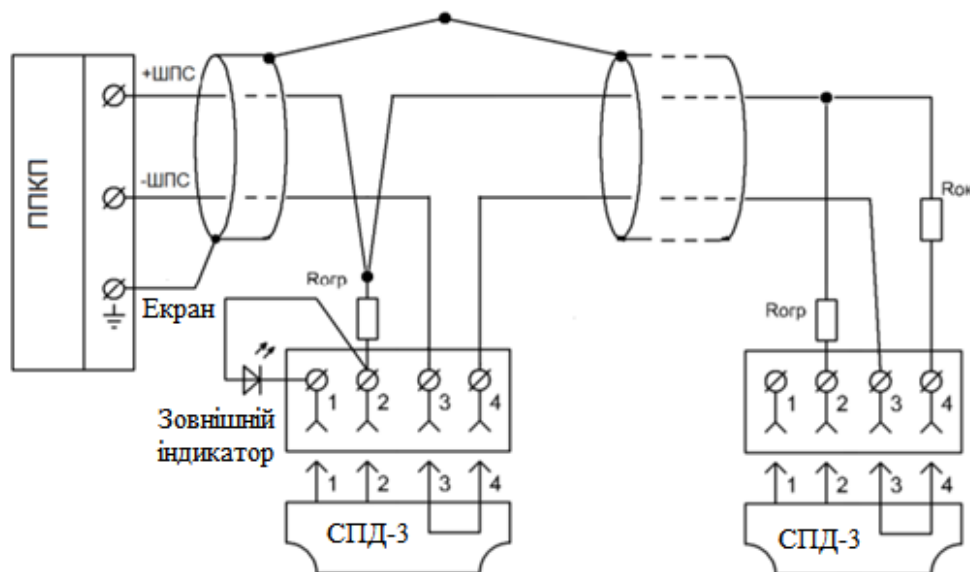 +ШПС
ППКП
-ШПС
Rок
Rогр
Екран
Rогр
1 2 3 4
1 2 3 4
Зовнішній
індикатор
1 2 3 4
1 2 3 4
СПД-3
СПД-3